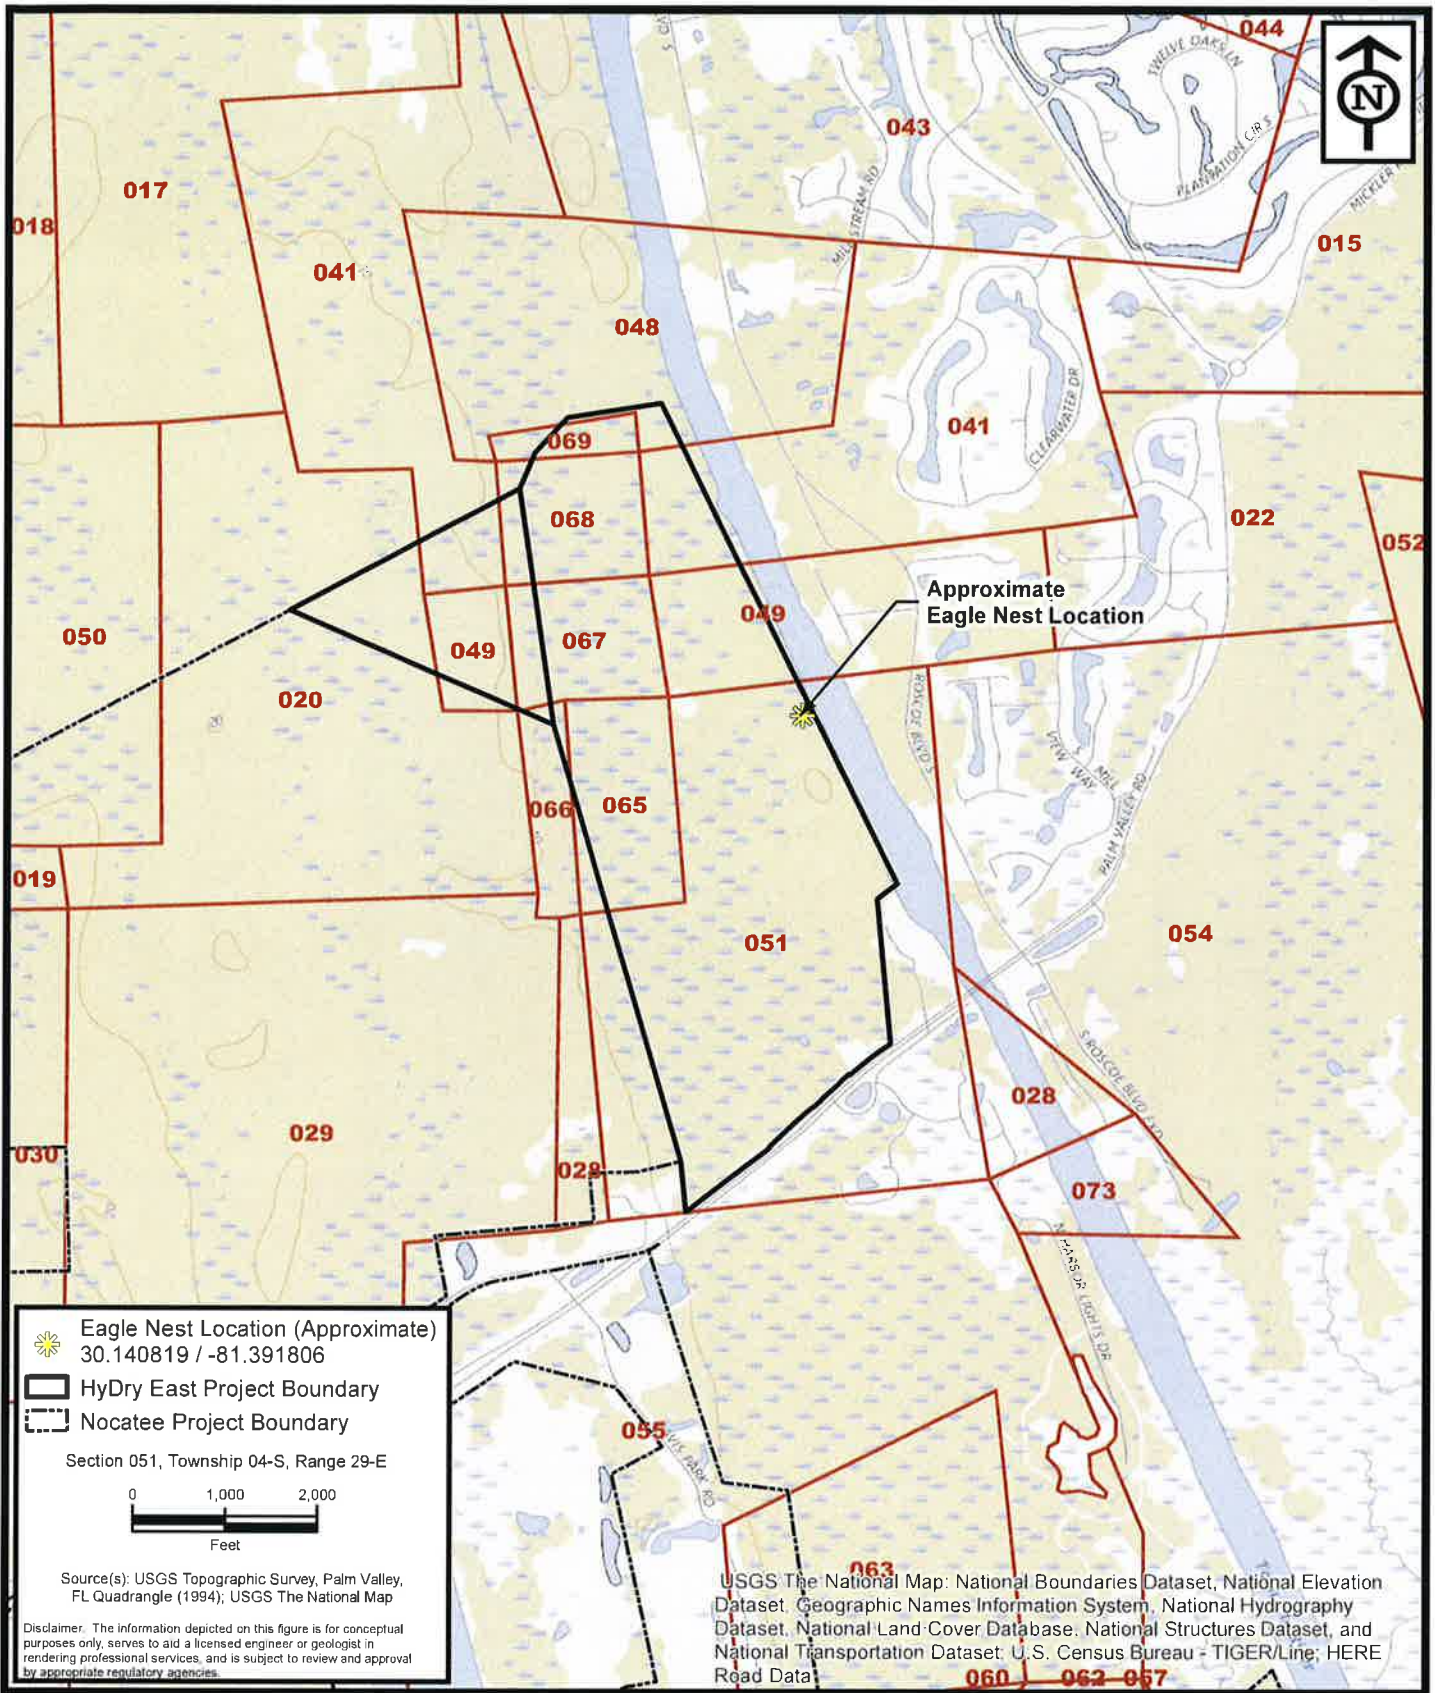 044
N
TWELVE OAKS LN
043
PLANTATION CIR S
017
MICKLER
018
MILL STREAM RD
015
041
048
CLEARWATER DR
041
069
068
022
052
Approximate
Eagle Nest Location
049
050
067
049
020
ROSCOE BLVD S
VIEW WAY
S MILL
PALM VALLEY RD
066
065
019
051
054
S ROSCOE BLVD EXD
028
029
030
028
073
N HARBOR LIGHTS DR
Eagle Nest Location (Approximate)
30.140819 / -81.391806
HyDry East Project Boundary
Nocatee Project Boundary
Section 051, Township 04-S, Range 29-E
0 1,000 2,000
Feet
055
PARK RD
Source(s): USGS Topographic Survey, Palm Valley,
FL Quadrangle (1994); USGS The National Map
Disclaimer: The information depicted on this figure is for conceptual
purposes only, serves to aid a licensed engineer or geologist in
rendering professional services, and is subject to review and approval
by appropriate regulatory agencies.
063
USGS The National Map: National Boundaries Dataset, National Elevation
Dataset, Geographic Names Information System, National Hydrography
Dataset, National Land Cover Database, National Structures Dataset, and
National Transportation Dataset; U.S. Census Bureau - TIGER/Line; HERE
Road Data
060 062 057